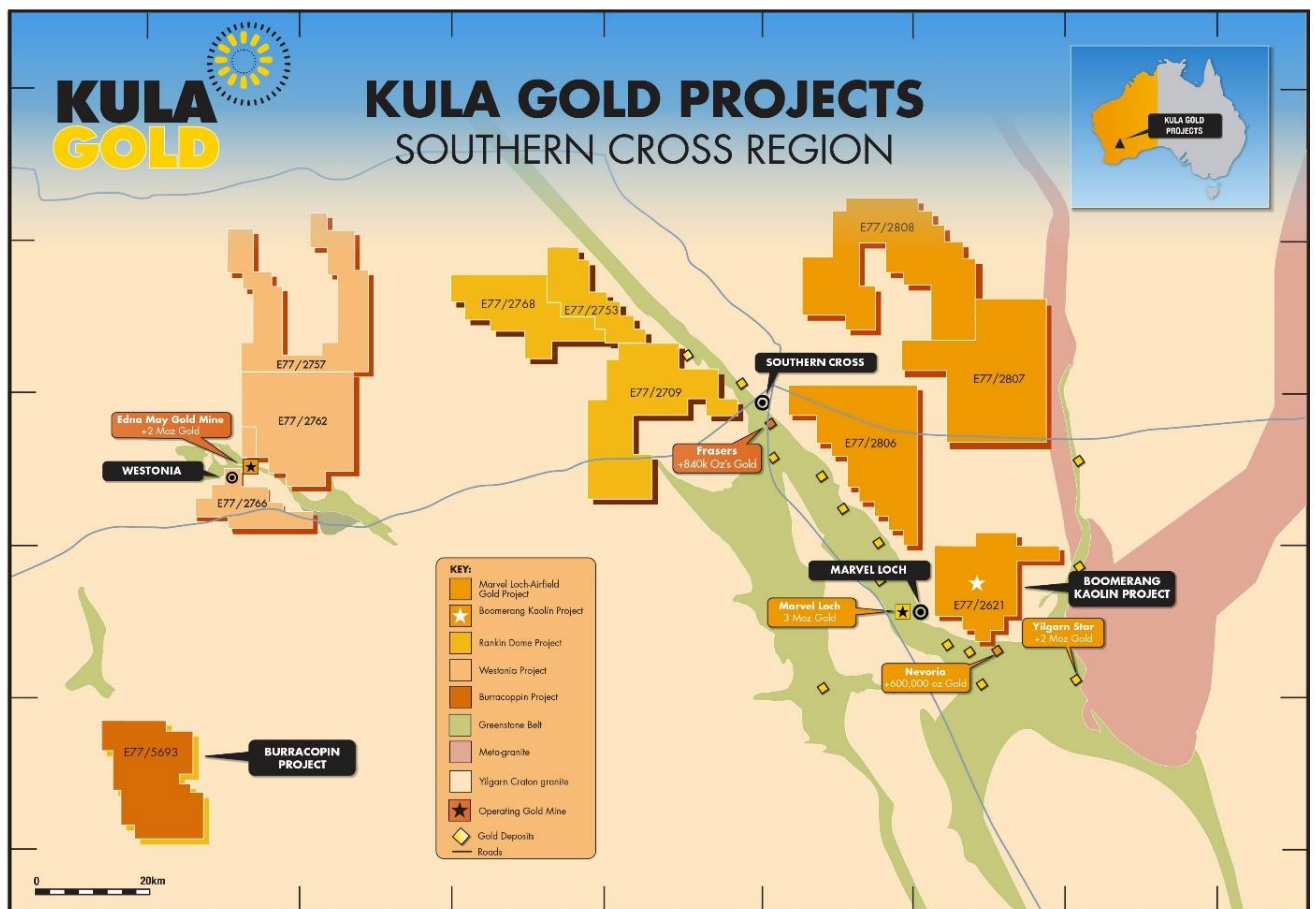 KULA
GOLD
KULA GOLD PROJECTS
SOUTHERN CROSS REGION
KULA GOLD
PROJECTS
E77/2808
E77/2768
E77/2753
E77/2757
SOUTHERN CROSS
E77/2807
E77/2709
Edna May Gold Mine
+2 Moz Gold
E77/2762
E77/2806
Frasers
+840k Oz's Gold
WESTONIA
E77/2766
MARVEL LOCH
BOOMERANG
KAOLIN PROJECT
E77/2621
Marvel Loch
3 Moz Gold
Yilgarn Star
+2 Moz Gold
Nevoria
+600,000 oz Gold
E77/5693
BURRACOPIN
PROJECT
KEY:
Marvel Loch-Airfield
Gold Project
Boomerang Kaolin Project
Rankin Dome Project
Westonia Project
Burracoppin Project
Greenstone Belt
Meta-granite
Yilgarn Craton granite
Operating Gold Mine
Gold Deposits
Roads
0 20km